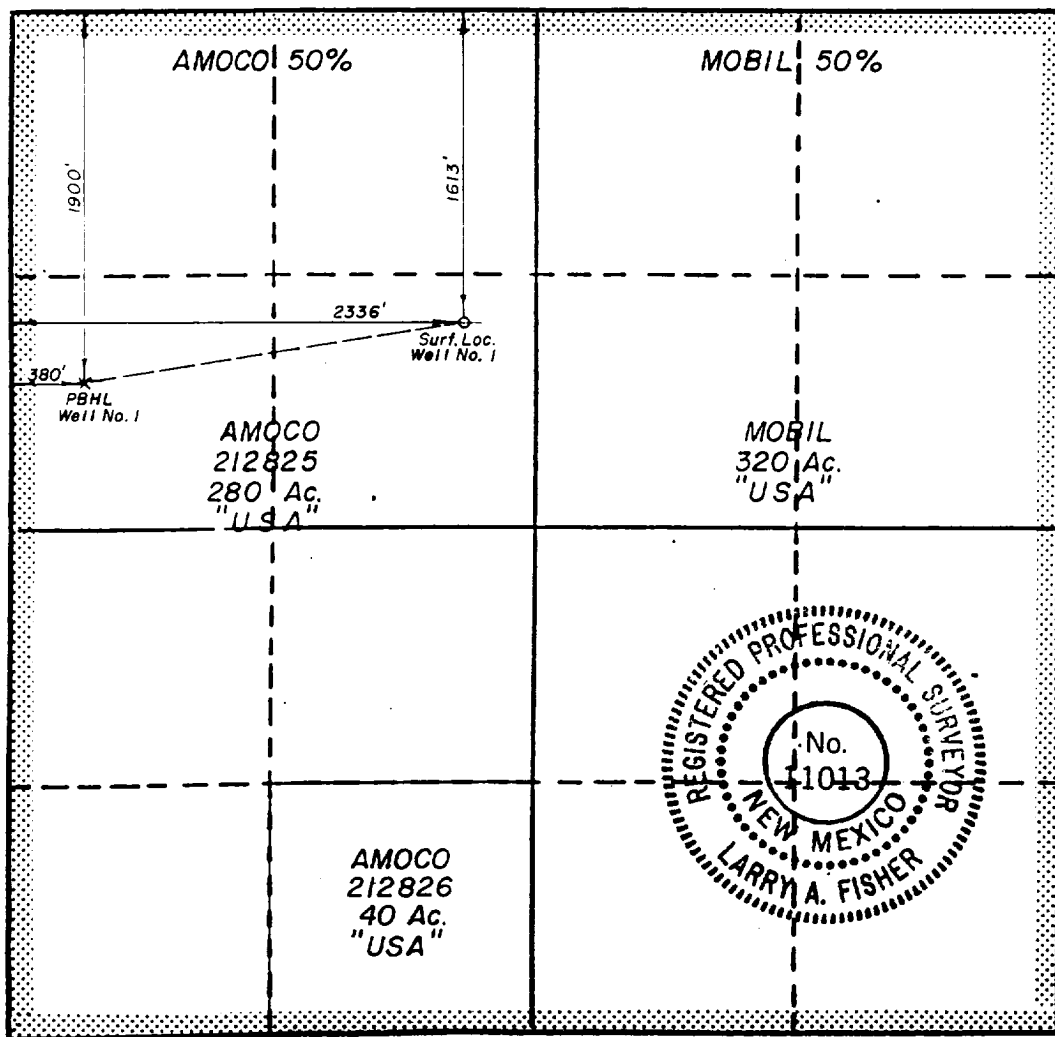 AMOCO 50%
MOBIL 50%
1900'
1613'
2336'
Surf. Loc.
Well No. 1
380'
PBHL
Well No. 1
AMOCO
212825
280 Ac.
"USA"
MOBIL
320 Ac.
"USA"
REGISTERED PROFESSIONAL SURVEYOR
No.
11013
NEW MEXICO
LARRY A. FISHER
AMOCO
212826
40 Ac.
"USA"